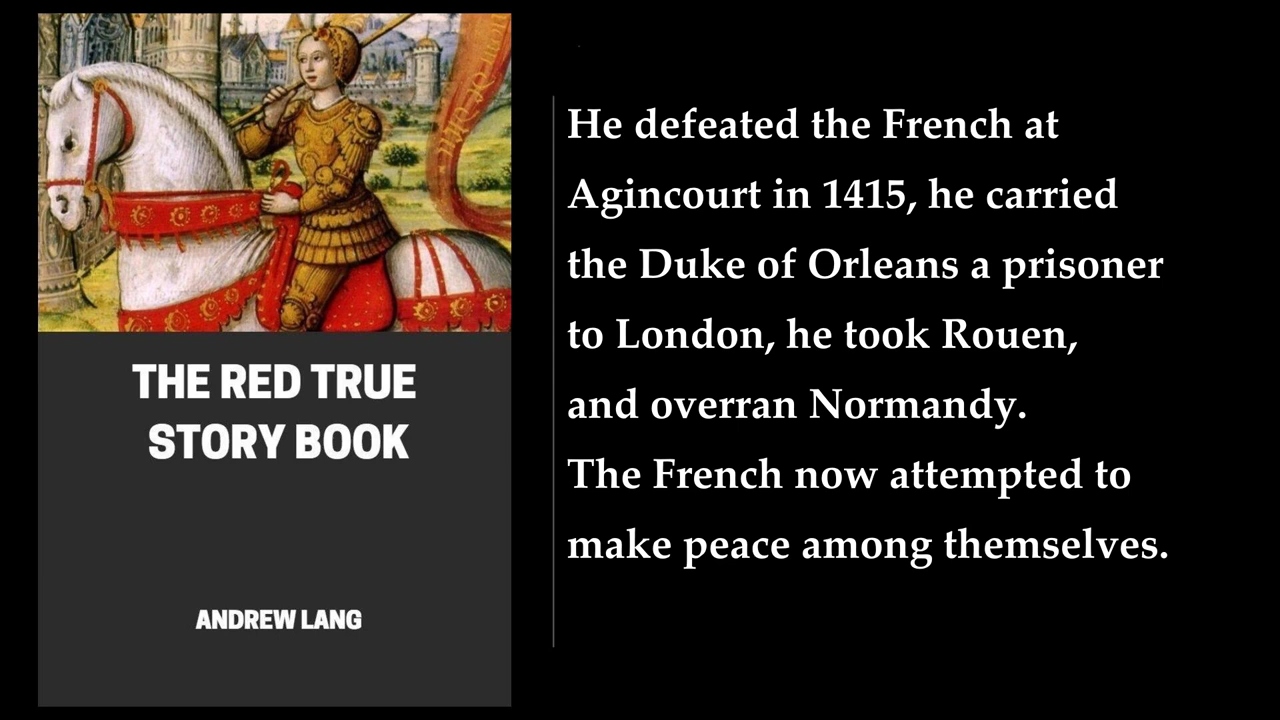 THE RED TRUE
STORY BOOK
ANDREW LANG
He defeated the French at
Agincourt in 1415, he carried
the Duke of Orleans a prisoner
to London, he took Rouen,
and overran Normandy.
The French now attempted to
make peace among themselves.